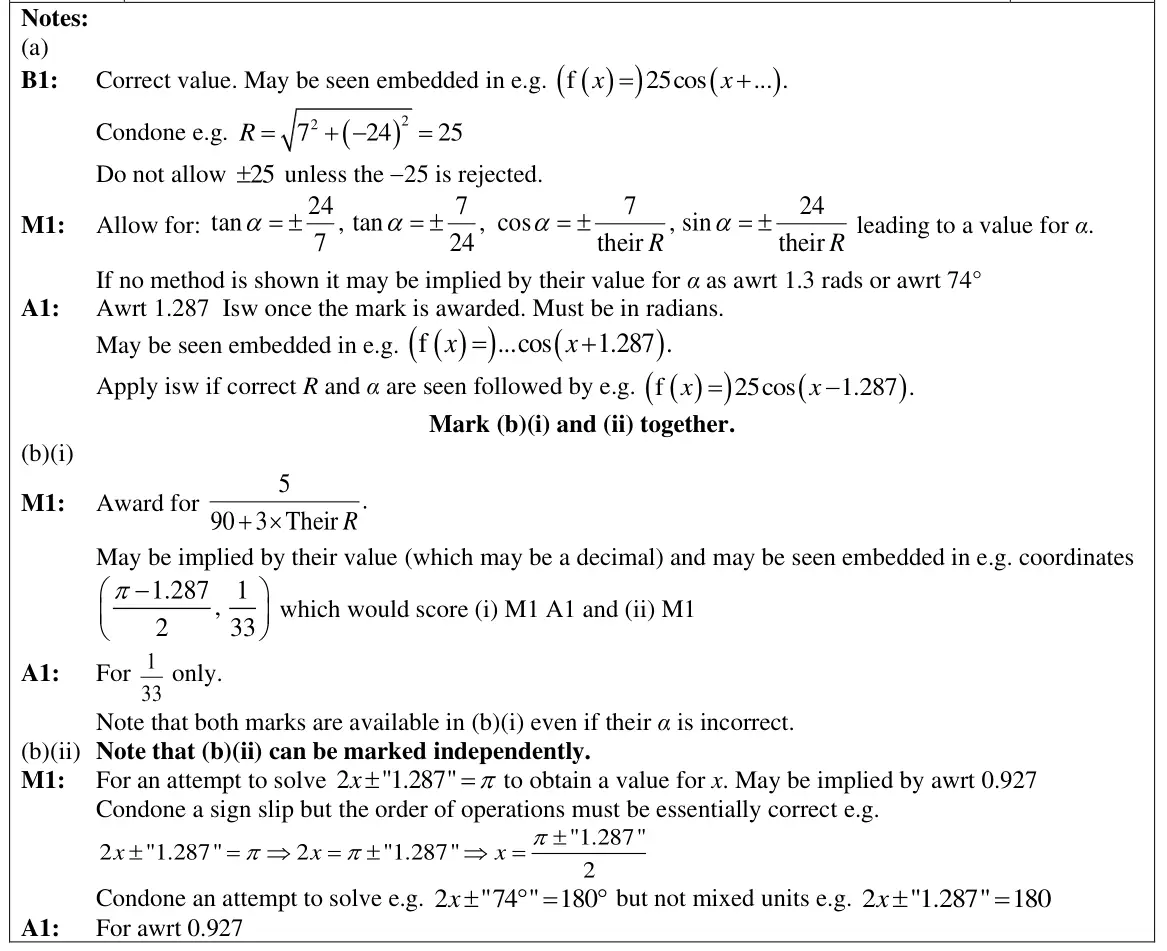 Notes:
(a)
B1: Correct value. May be seen embedded in e.g. (f(x)=)25cos(x+...).
Condone e.g. R = √(7² + (−24)²) = 25
Do not allow ±25 unless the −25 is rejected.
M1: Allow for: tan α = ± 24/7, tan α = ± 7/24, cos α = ± 7/their R, sin α = ± 24/their R leading to a value for α.
If no method is shown it may be implied by their value for α as awrt 1.3 rads or awrt 74°
A1: Awrt 1.287 Isw once the mark is awarded. Must be in radians.
May be seen embedded in e.g. (f(x)=)...cos(x+1.287).
Apply isw if correct R and α are seen followed by e.g. (f(x)=)25cos(x−1.287).
Mark (b)(i) and (ii) together.
(b)(i)
M1: Award for 5/(90+3×Their R).
May be implied by their value (which may be a decimal) and may be seen embedded in e.g. coordinates
((π−1.287)/2, 1/33) which would score (i) M1 A1 and (ii) M1
A1: For 1/33 only.
Note that both marks are available in (b)(i) even if their α is incorrect.
(b)(ii) Note that (b)(ii) can be marked independently.
M1: For an attempt to solve 2x±"1.287"=π to obtain a value for x. May be implied by awrt 0.927
Condone a sign slip but the order of operations must be essentially correct e.g.
2x±"1.287"=π⇒2x=π±"1.287"⇒x=(π±"1.287")/2
Condone an attempt to solve e.g. 2x±"74°"=180° but not mixed units e.g. 2x±"1.287"=180
A1: For awrt 0.927